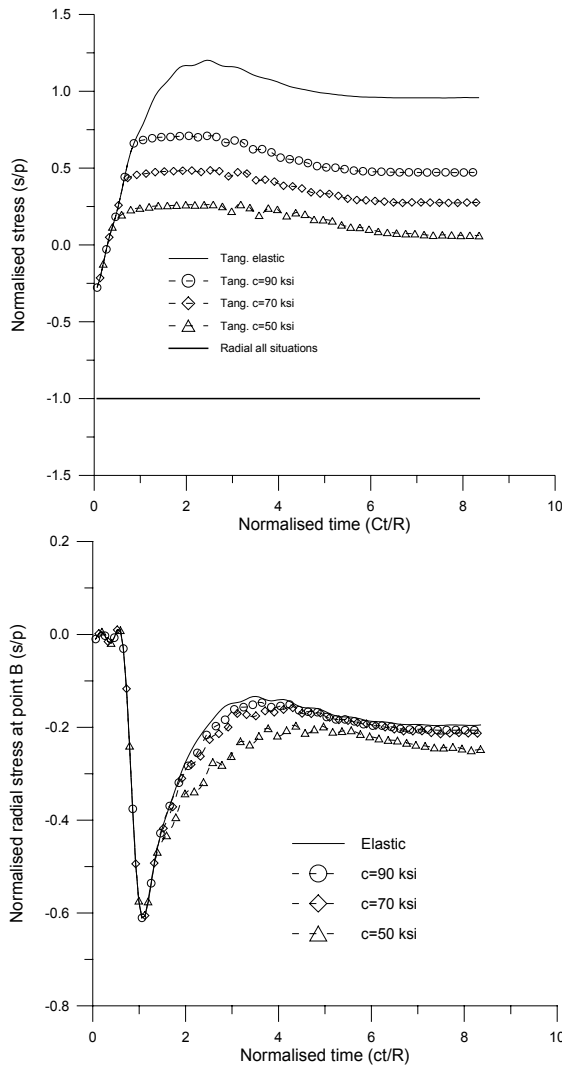 1.5
1.0
0.5
0.0
-0.5
-1.0
-1.5
Normalised stress (s/p)
Tang. elastic
Tang. c=90 ksi
Tang. c=70 ksi
Tang. c=50 ksi
Radial all situations
0 2 4 6 8 10
Normalised time (Ct/R)
0.2
0.0
-0.2
-0.4
-0.6
-0.8
Normalised radial stress at point B (s/p)
Elastic
c=90 ksi
c=70 ksi
c=50 ksi
0 2 4 6 8 10
Normalised time (ct/R)